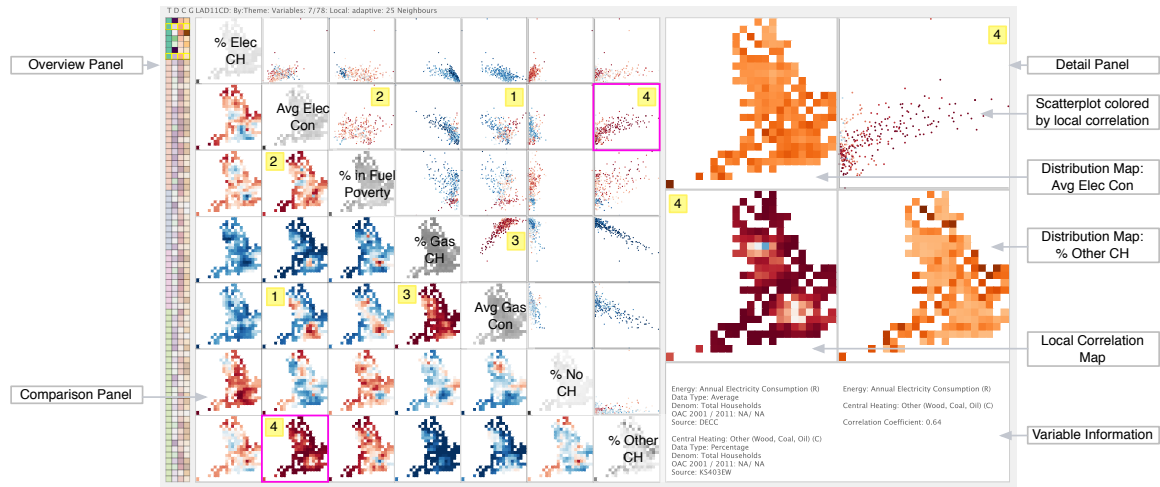 T D C G LAD11CD: By:Theme: Variables: 7/78: Local: adaptive: 25 Neighbours
% Elec
CH
4
Overview Panel
Detail Panel
Avg Elec
Con
2
1
4
Scatterplot colored
by local correlation
2
% in Fuel
Poverty
Distribution Map:
Avg Elec Con
4
% Gas
CH
3
Distribution Map:
% Other CH
1
3
Avg Gas
Con
Local Correlation
Map
% No
CH
Comparison Panel
Energy: Annual Electricity Consumption (R)
Data Type: Average
Denom: Total Households
OAC 2001 / 2011: NA/ NA
Source: DECC
Central Heating: Other (Wood, Coal, Oil) (C)
Data Type: Percentage
Denom: Total Households
OAC 2001 / 2011: NA/ NA
Source: KS403EW
Energy: Annual Electricity Consumption (R)
Central Heating: Other (Wood, Coal, Oil) (C)
Correlation Coefficient: 0.64
4
% Other
CH
Variable Information